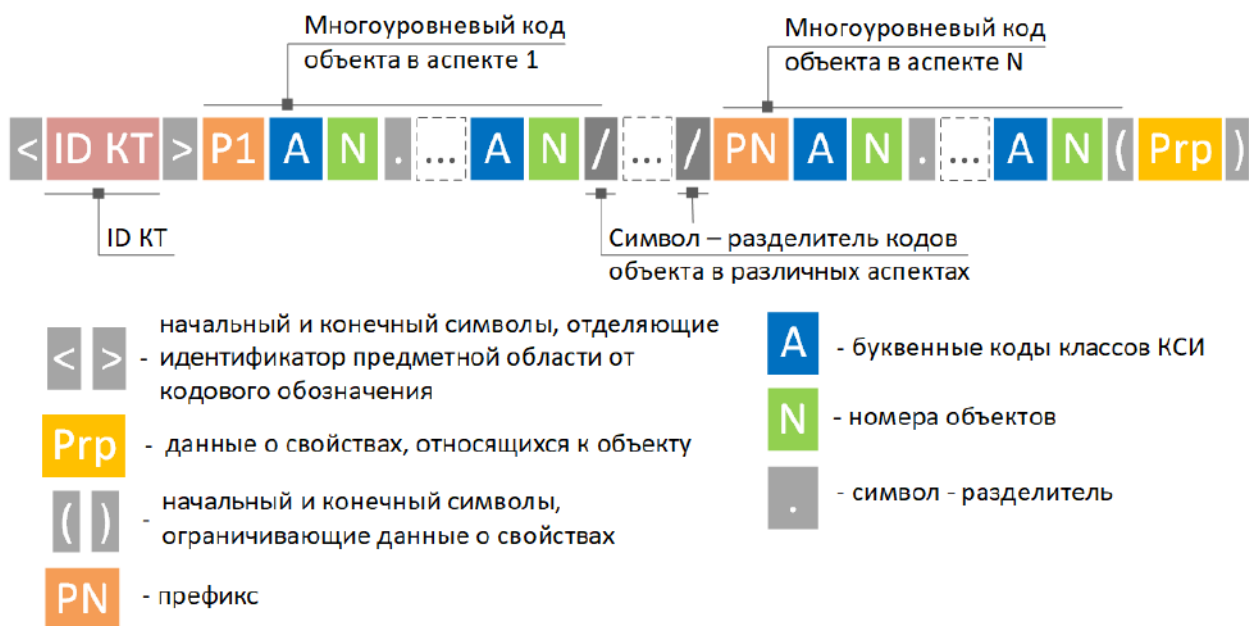 Многоуровневый код
объекта в аспекте 1
Многоуровневый код
объекта в аспекте N
< ID КТ > P1 A N . ... A N / ... / PN A N . ... A N ( Prp )
ID КТ
Символ – разделитель кодов
объекта в различных аспектах
< >
начальный и конечный символы, отделяющие
- идентификатор предметной области от
кодового обозначения
Prp - данные о свойствах, относящихся к объекту
( )
начальный и конечный символы,
- ограничивающие данные о свойствах
PN - префикс
A - буквенные коды классов КСИ
N - номера объектов
. - символ - разделитель